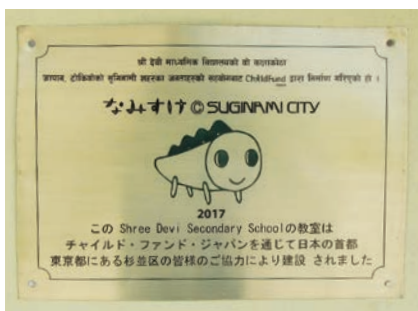 श्री देवी माध्यमिक विद्यालयको यो कक्षाकोठा
जापान, टोकियोको सुगिनामी शहरका जनताहरुको सहयोगबाट ChildFund द्वारा निर्माण गरिएको हो ।
なみすけ © SUGINAMI CITY
2017
この Shree Devi Secondary Schoolの教室は
チャイルド・ファンド・ジャパンを通じて日本の首都
東京都にある杉並区の皆様のご協力により建設 されました